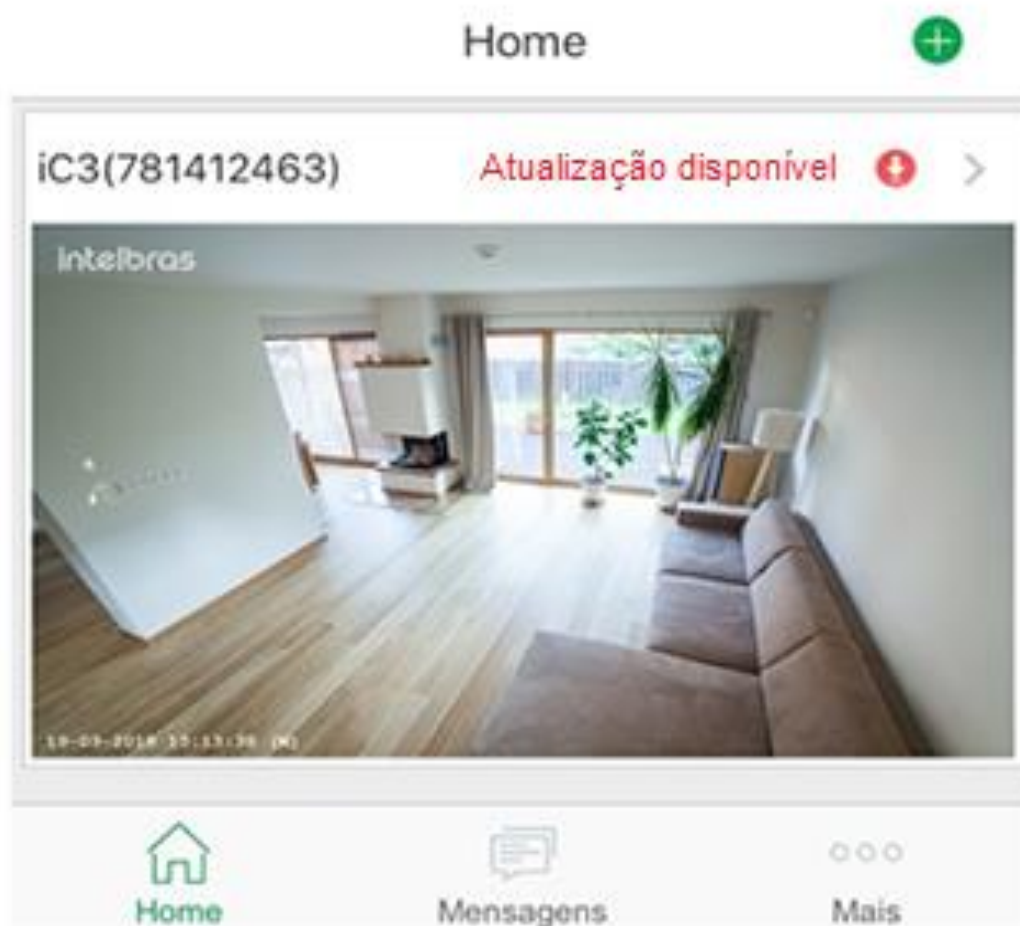 Home
iC3(781412463)
Atualização disponível
intelbras
Home
Mensagens
Mais